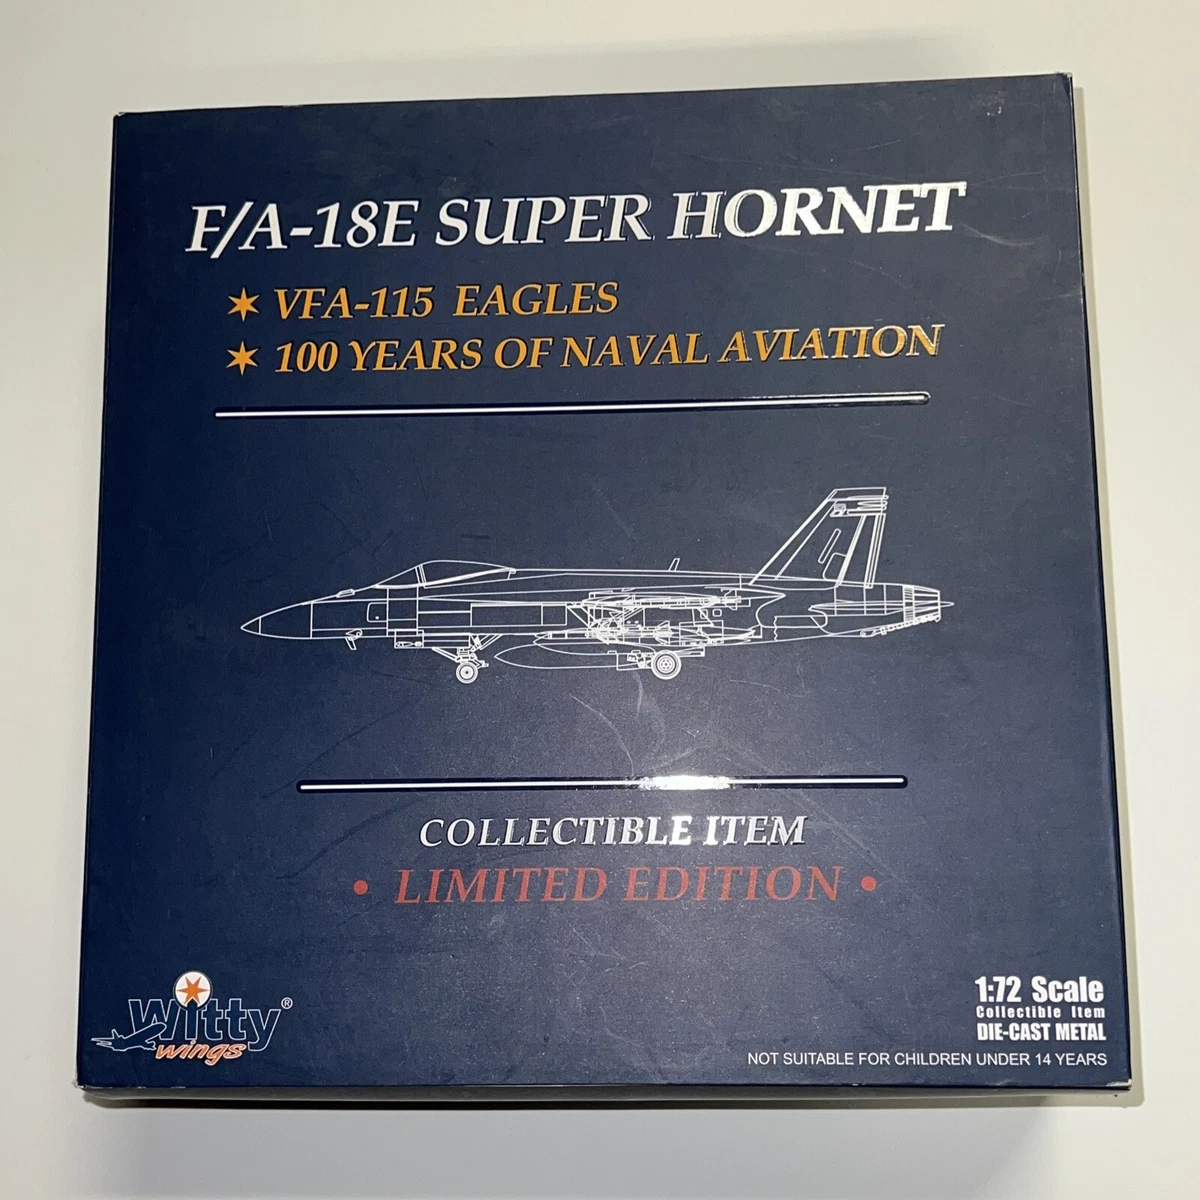 F/A-18E SUPER HORNET
✶ VFA-115 EAGLES
✶ 100 YEARS OF NAVAL AVIATION
COLLECTIBLE ITEM
• LIMITED EDITION •
witty®
wings
1:72 Scale
Collectible Item
DIE-CAST METAL
NOT SUITABLE FOR CHILDREN UNDER 14 YEARS